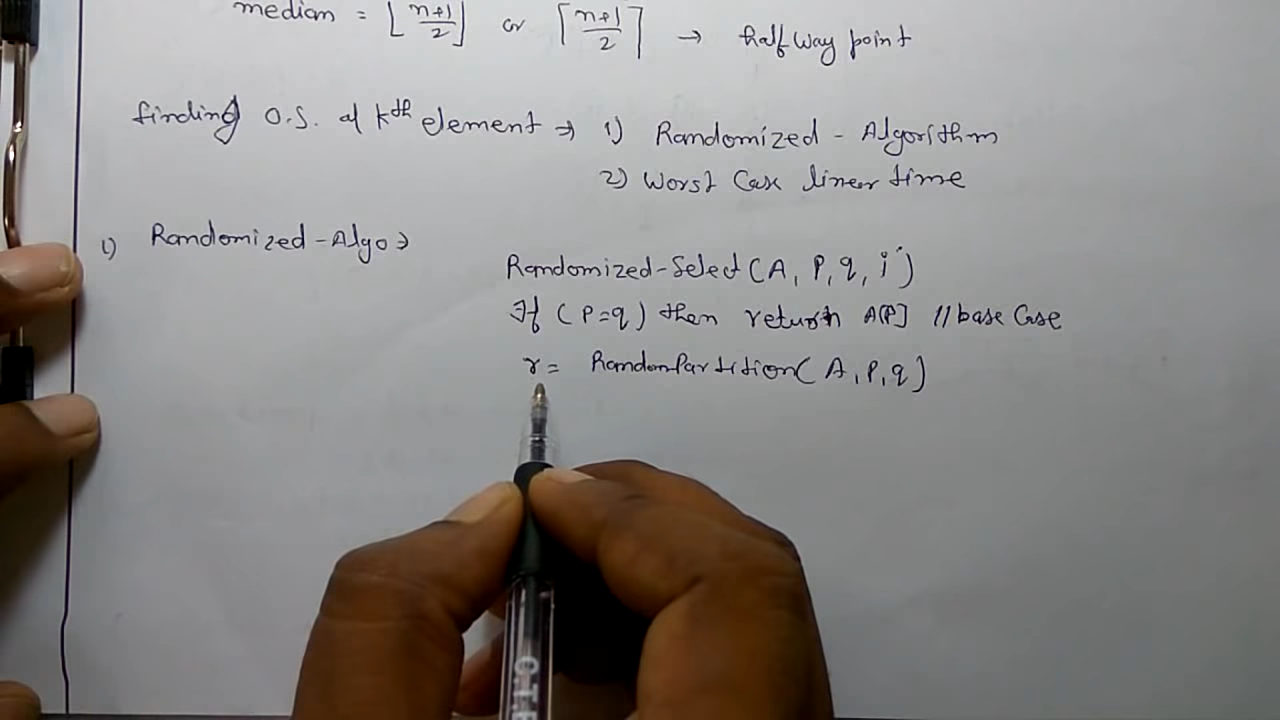 median = ⌊(n+1)/2⌋ or ⌈(n+1)/2⌉ → half way point
finding O.S. of kth element ⇒ 1) Randomized - Algorithm
2) Worst Case linear time
1) Randomized-Algo ⇒
Randomized-Select(A, P, q, i)
If (P=q) then return A[P] // base Case
r = RandomPartition(A, P, q)